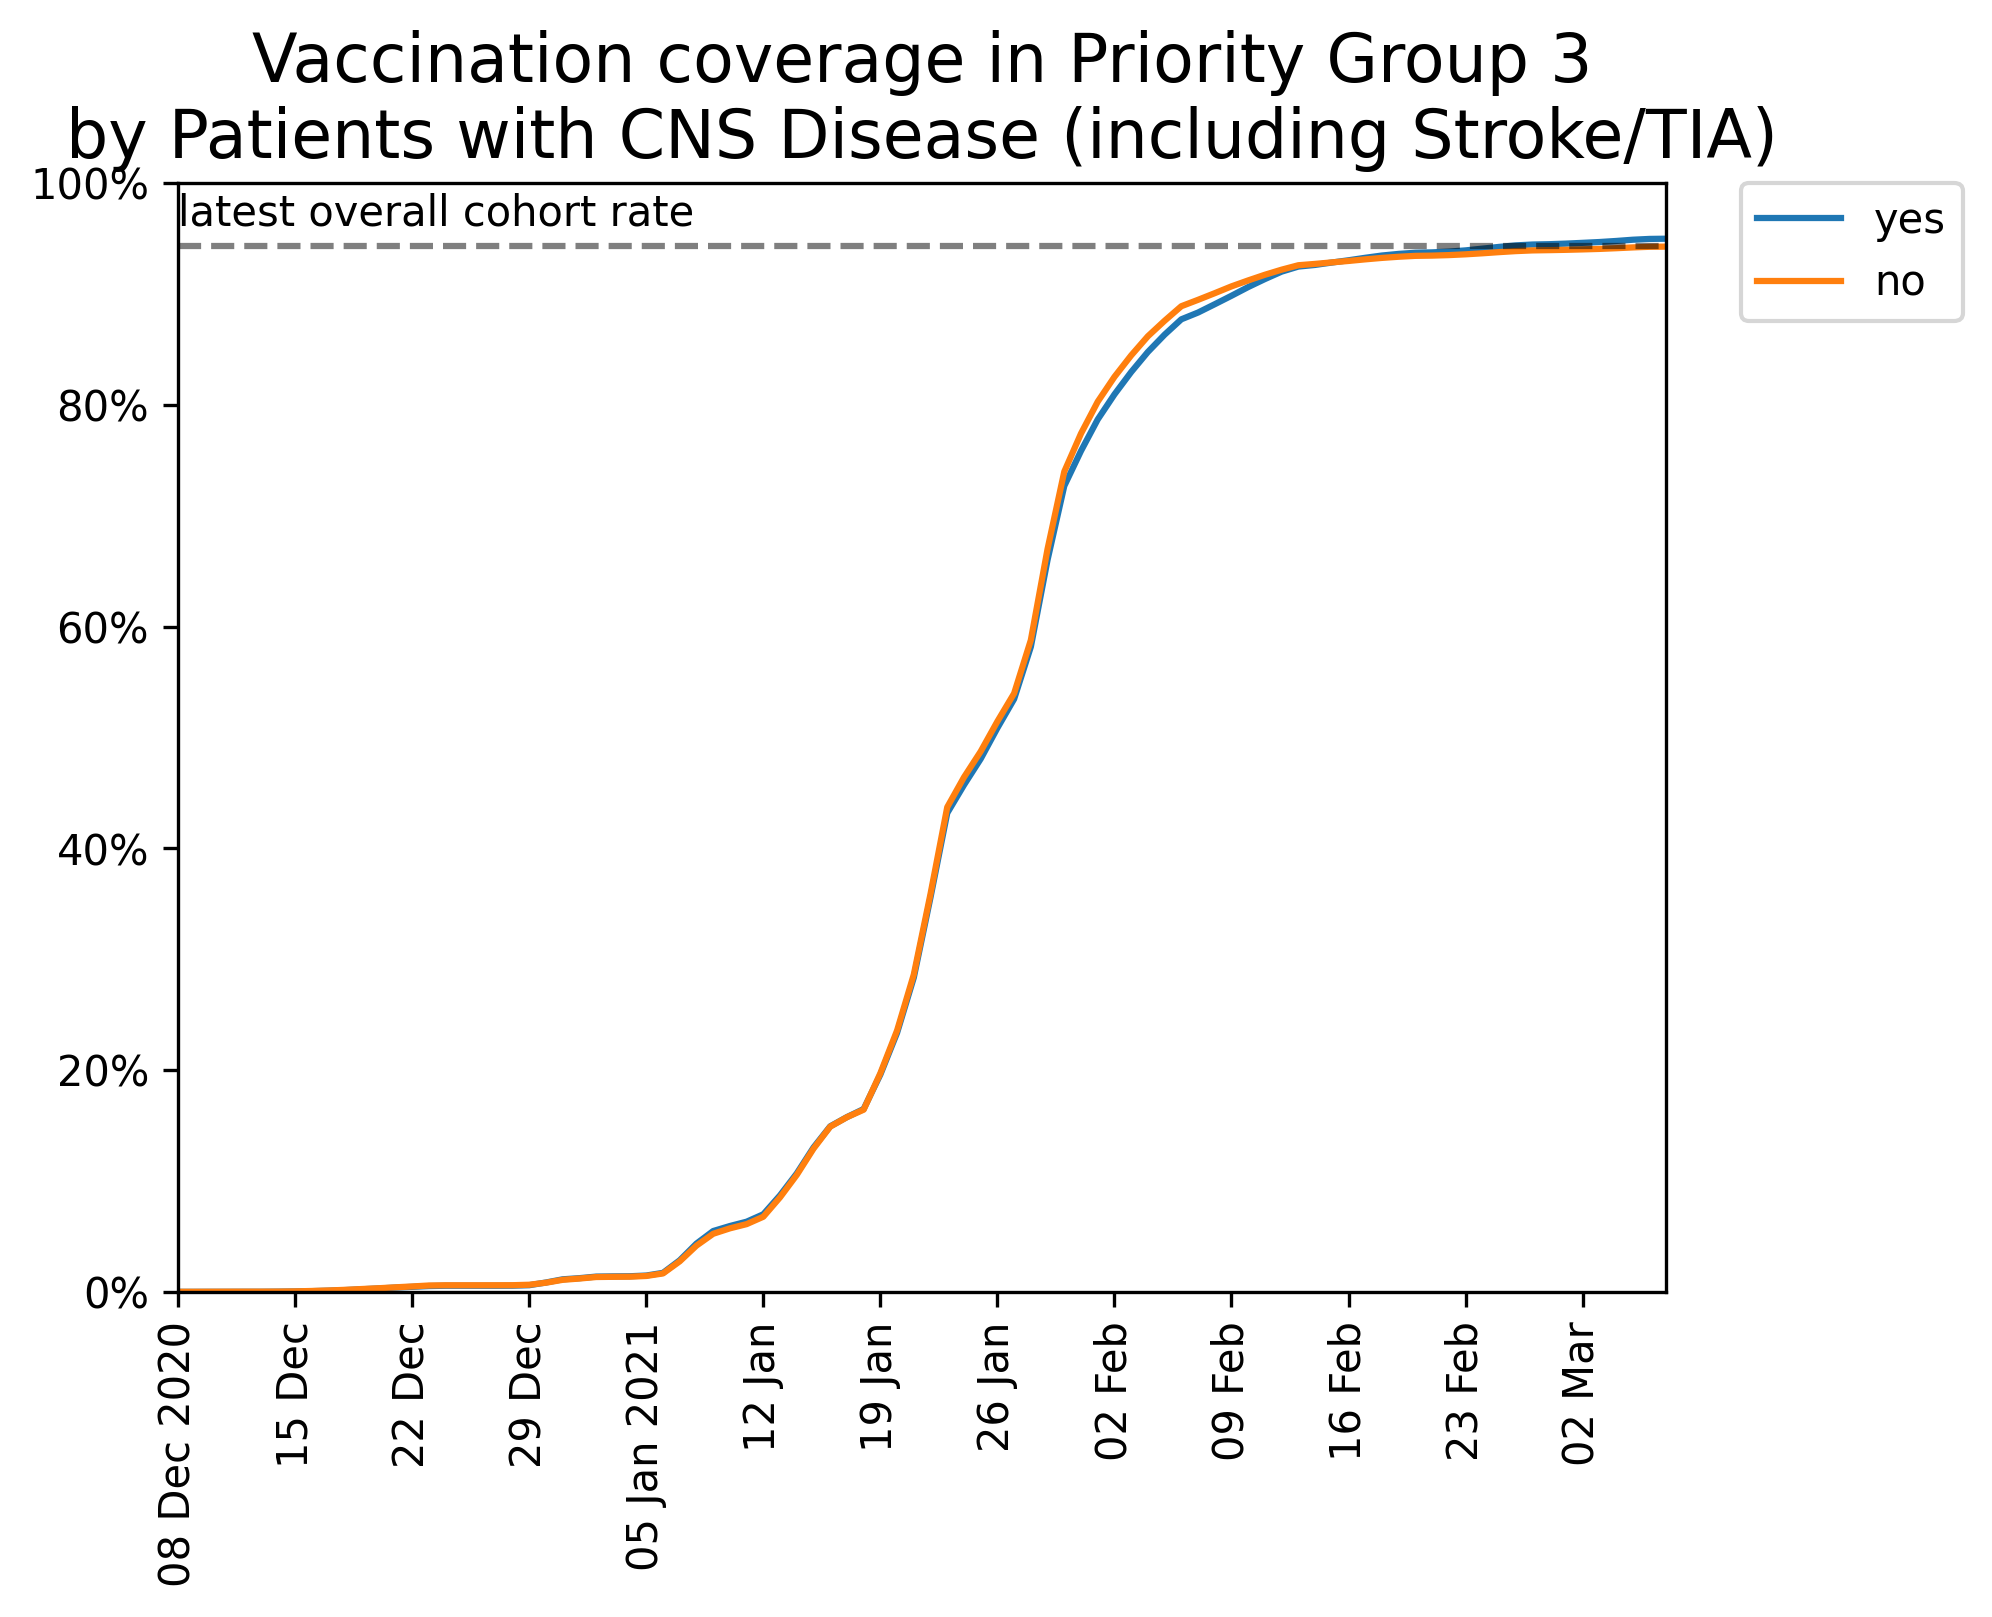 Vaccination coverage in Priority Group 3
by Patients with CNS Disease (including Stroke/TIA)
100%
latest overall cohort rate
yes
no
80%
60%
40%
20%
0%
08 Dec 2020
15 Dec
22 Dec
29 Dec
05 Jan 2021
12 Jan
19 Jan
26 Jan
02 Feb
09 Feb
16 Feb
23 Feb
02 Mar